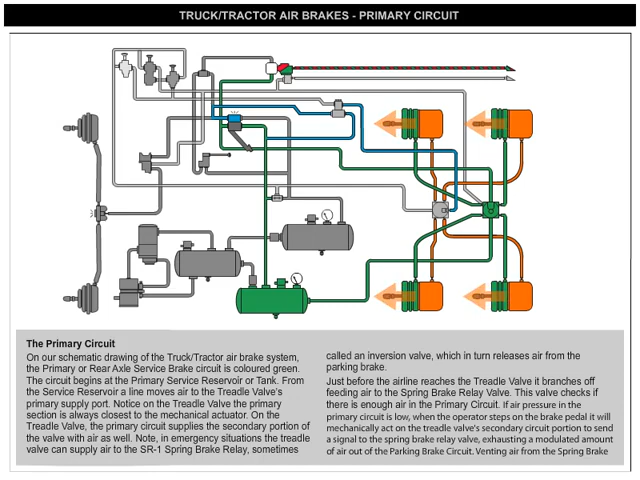 TRUCK/TRACTOR AIR BRAKES - PRIMARY CIRCUIT
The Primary Circuit
On our schematic drawing of the Truck/Tractor air brake system,
the Primary or Rear Axle Service Brake circuit is coloured green.
The circuit begins at the Primary Service Reservoir or Tank. From
the Service Reservoir a line moves air to the Treadle Valve's
primary supply port. Notice on the Treadle Valve the primary
section is always closest to the mechanical actuator. On the
Treadle Valve, the primary circuit supplies the secondary portion of
the valve with air as well. Note, in emergency situations the treadle
valve can supply air to the SR-1 Spring Brake Relay, sometimes
called an inversion valve, which in turn releases air from the
parking brake.
Just before the airline reaches the Treadle Valve it branches off
feeding air to the Spring Brake Relay Valve. This valve checks if
there is enough air in the Primary Circuit. If air pressure in the
primary circuit is low, when the operator steps on the brake pedal it will
mechanically act on the treadle valve's secondary circuit portion to send
a signal to the spring brake relay valve, exhausting a modulated amount
of air out of the Parking Brake Circuit. Venting air from the Spring Brake